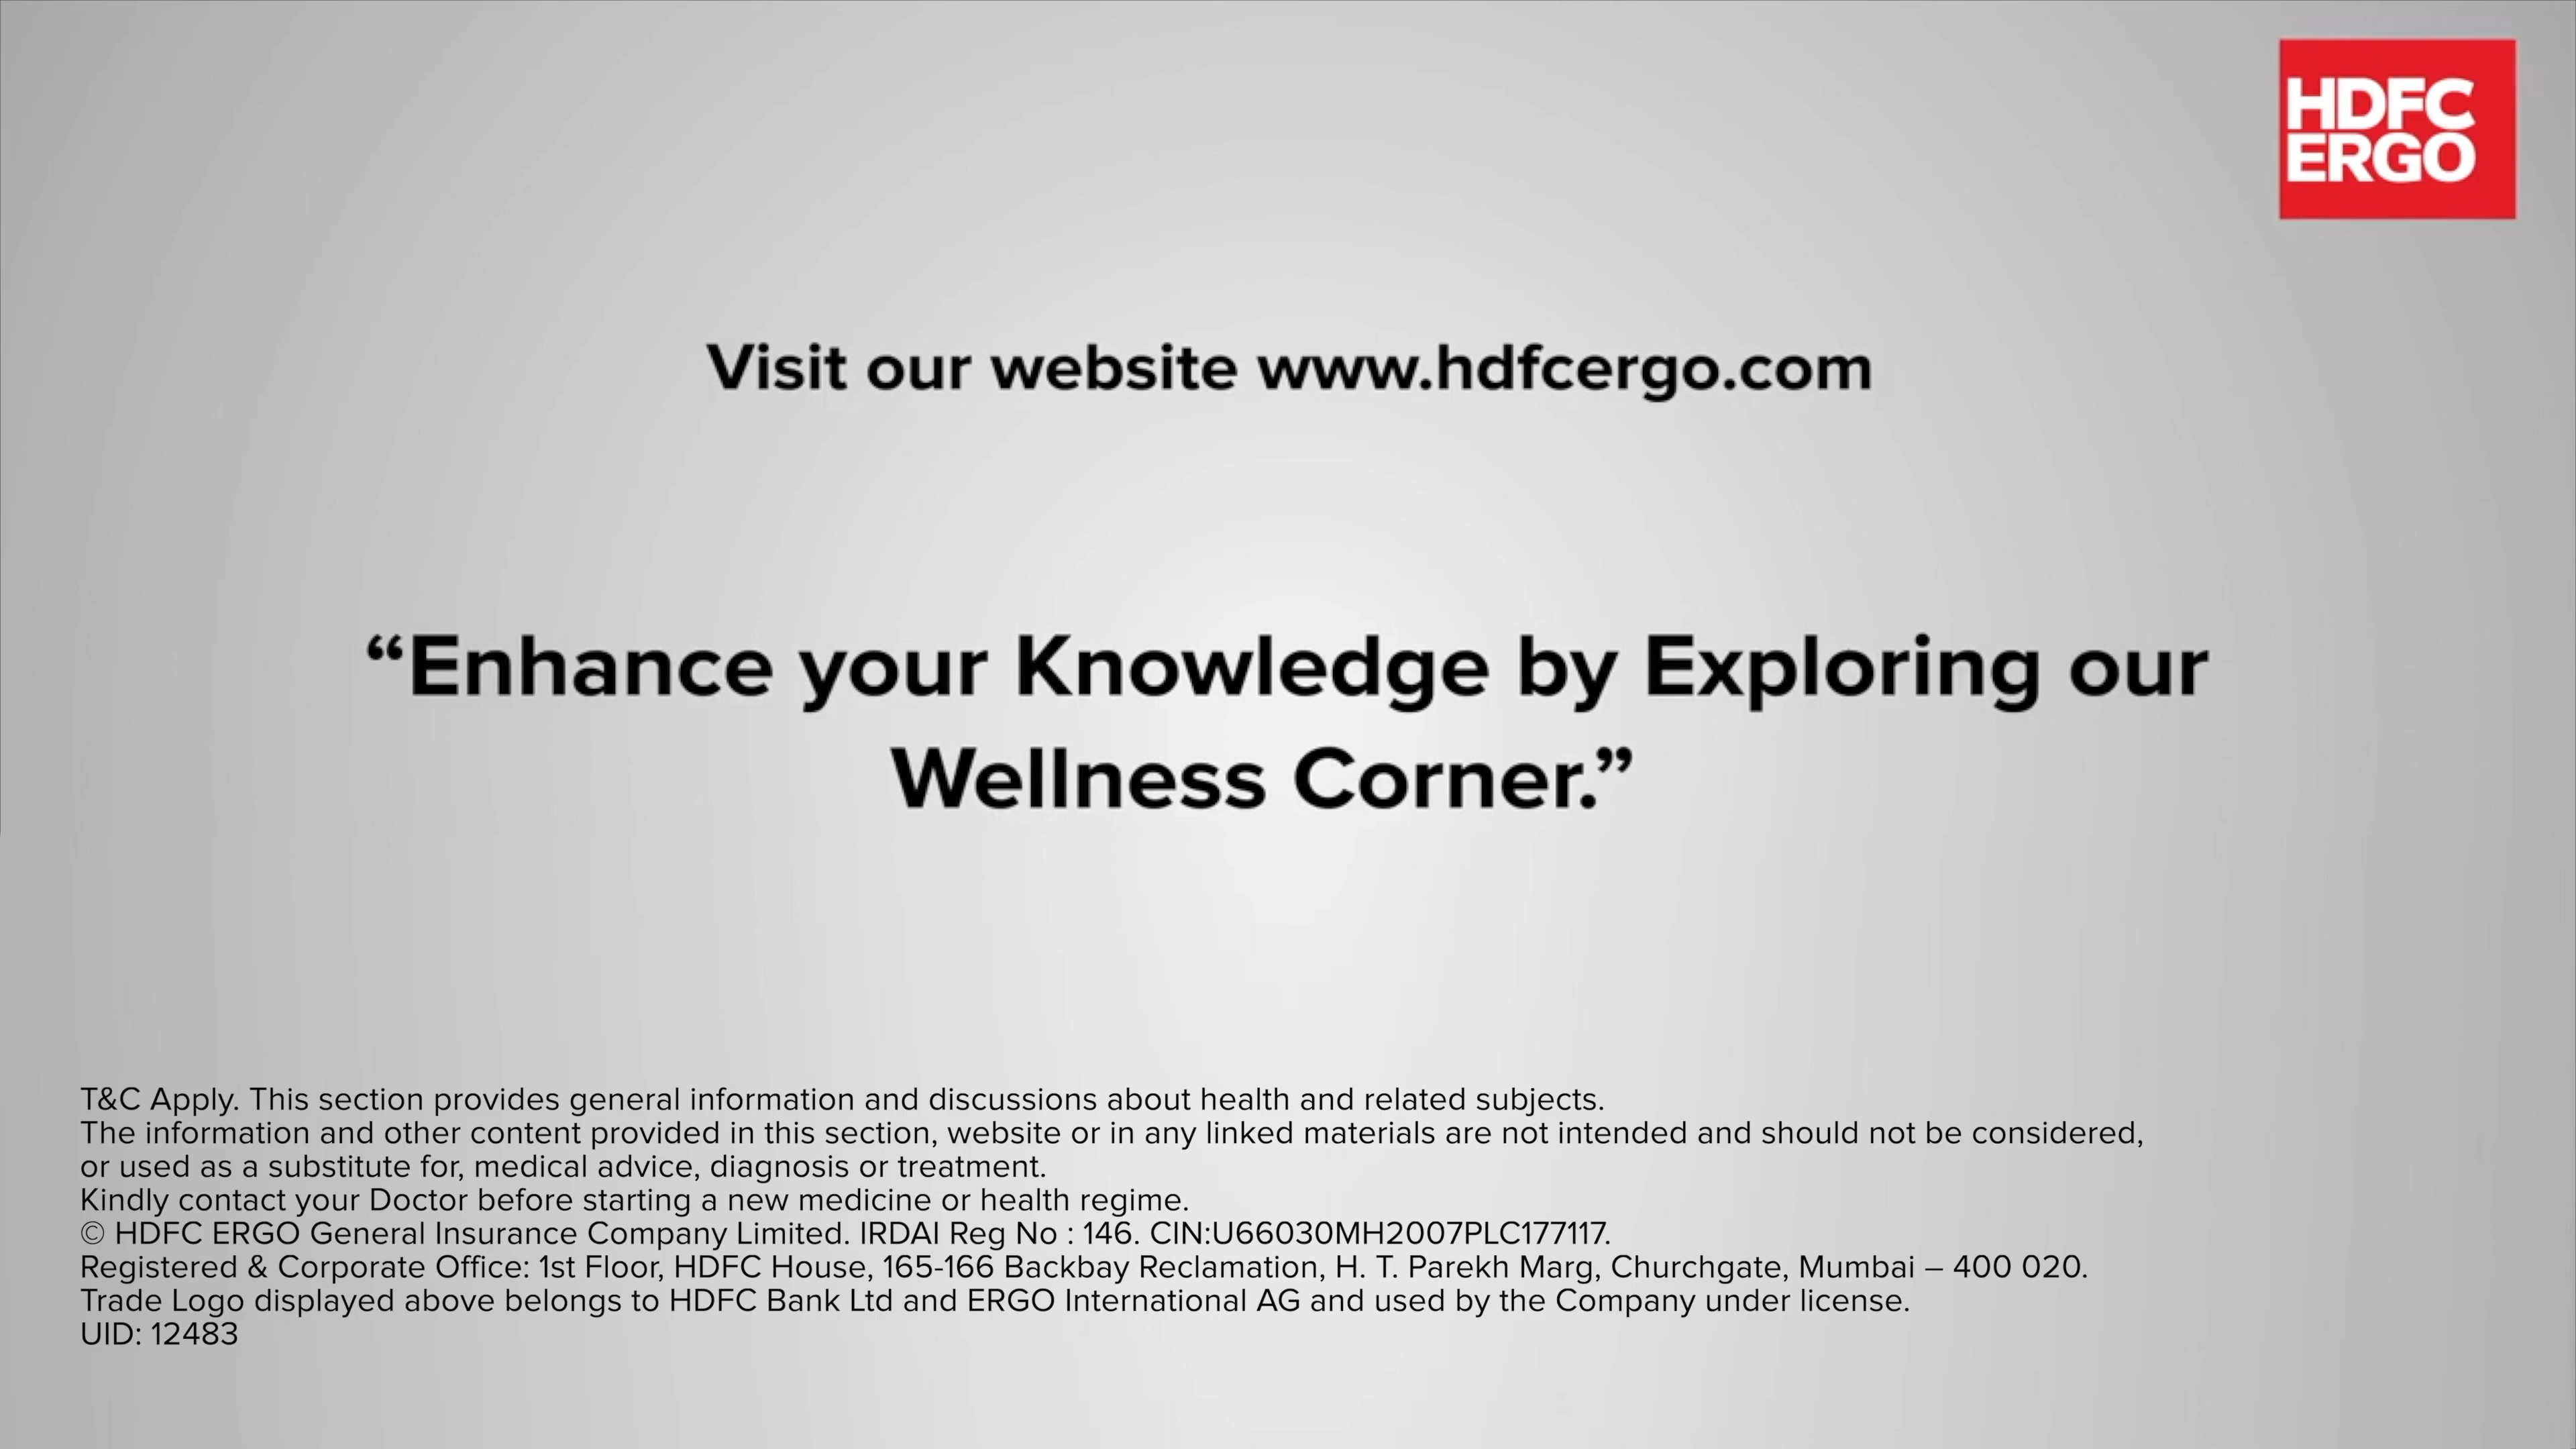 HDFC
ERGO
Visit our website www.hdfcergo.com
“Enhance your Knowledge by Exploring our
Wellness Corner.”
T&C Apply. This section provides general information and discussions about health and related subjects.
The information and other content provided in this section, website or in any linked materials are not intended and should not be considered,
or used as a substitute for, medical advice, diagnosis or treatment.
Kindly contact your Doctor before starting a new medicine or health regime.
© HDFC ERGO General Insurance Company Limited. IRDAI Reg No : 146. CIN:U66030MH2007PLC177117.
Registered & Corporate Office: 1st Floor, HDFC House, 165-166 Backbay Reclamation, H. T. Parekh Marg, Churchgate, Mumbai – 400 020.
Trade Logo displayed above belongs to HDFC Bank Ltd and ERGO International AG and used by the Company under license.
UID: 12483